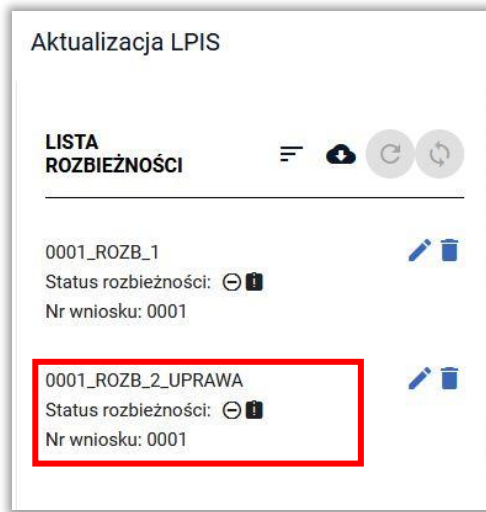 Aktualizacja LPIS
LISTA
ROZBIEŻNOŚCI
0001_ROZB_1
Status rozbieżności:
Nr wniosku: 0001
0001_ROZB_2_UPRAWA
Status rozbieżności:
Nr wniosku: 0001